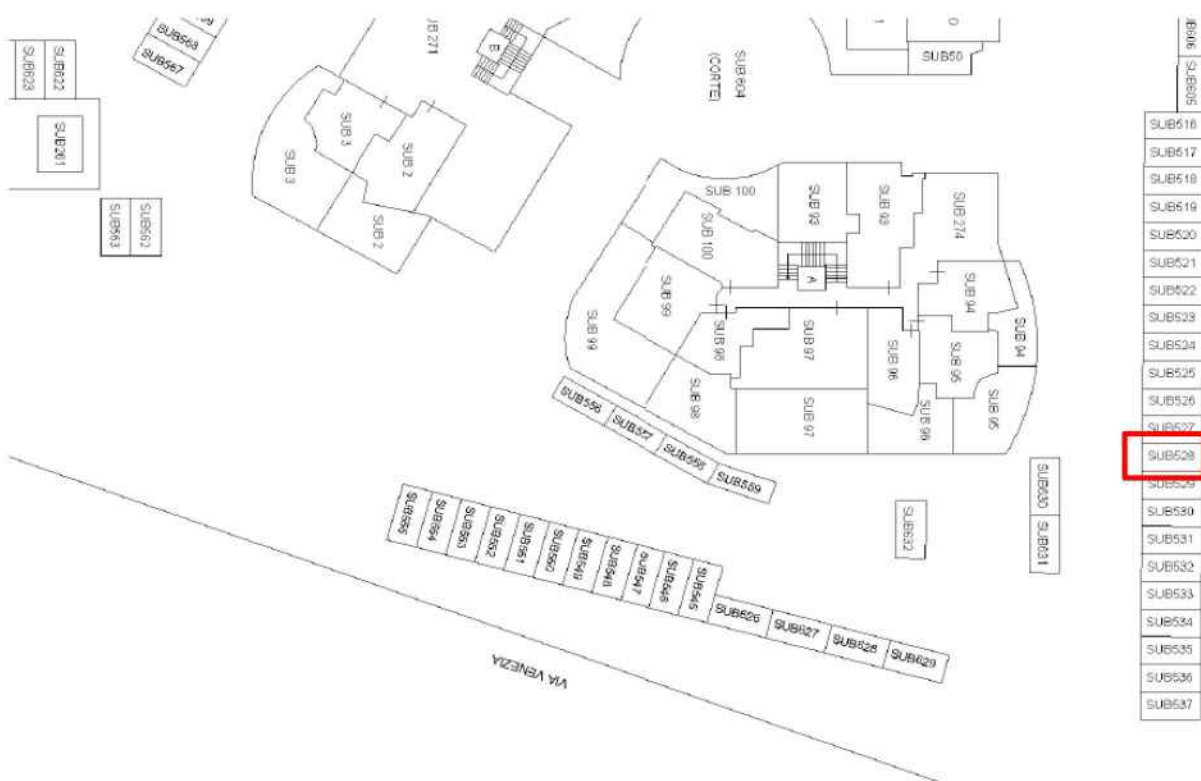 SUB568
SUB567
SUB623
SUB622
SUB261
SUB563
SUB562
UB 271
B
SUB 3
SUB 3
SUB 2
SUB 2
SUB 604
(CORTE)
1
SUB50
SUB 100
SUB 100
SUB 93
SUB 93
SUB 274
A
SUB 94
SUB 94
SUB 99
SUB 99
SUB 98
SUB 98
SUB 97
SUB 97
SUB 96
SUB 96
SUB 95
SUB 95
SUB556
SUB557
SUB559
SUB555
SUB554
SUB553
SUB552
SUB551
SUB549
SUB548
SUB547
SUB546
SUB545
SUB626
SUB627
SUB628
SUB629
VIA VENEZIA
SUB632
SUB630
SUB631
UB606
SUB605
SUB516
SUB517
SUB518
SUB519
SUB520
SUB521
SUB522
SUB523
SUB524
SUB525
SUB526
SUB527
SUB528
SUB529
SUB530
SUB531
SUB532
SUB533
SUB534
SUB535
SUB536
SUB537